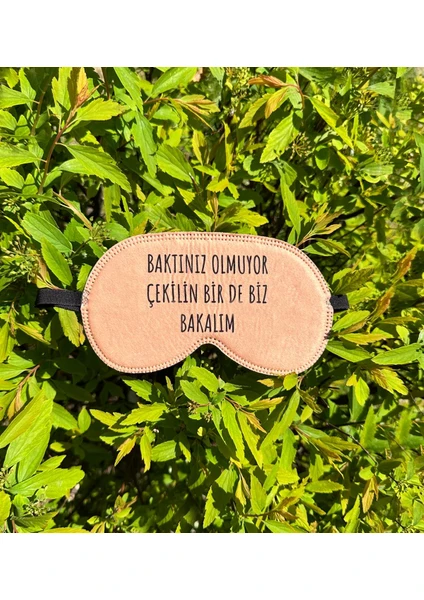 BAKTINIZ OLMUYOR
ÇEKİLİN BİR DE BİZ
BAKALIM